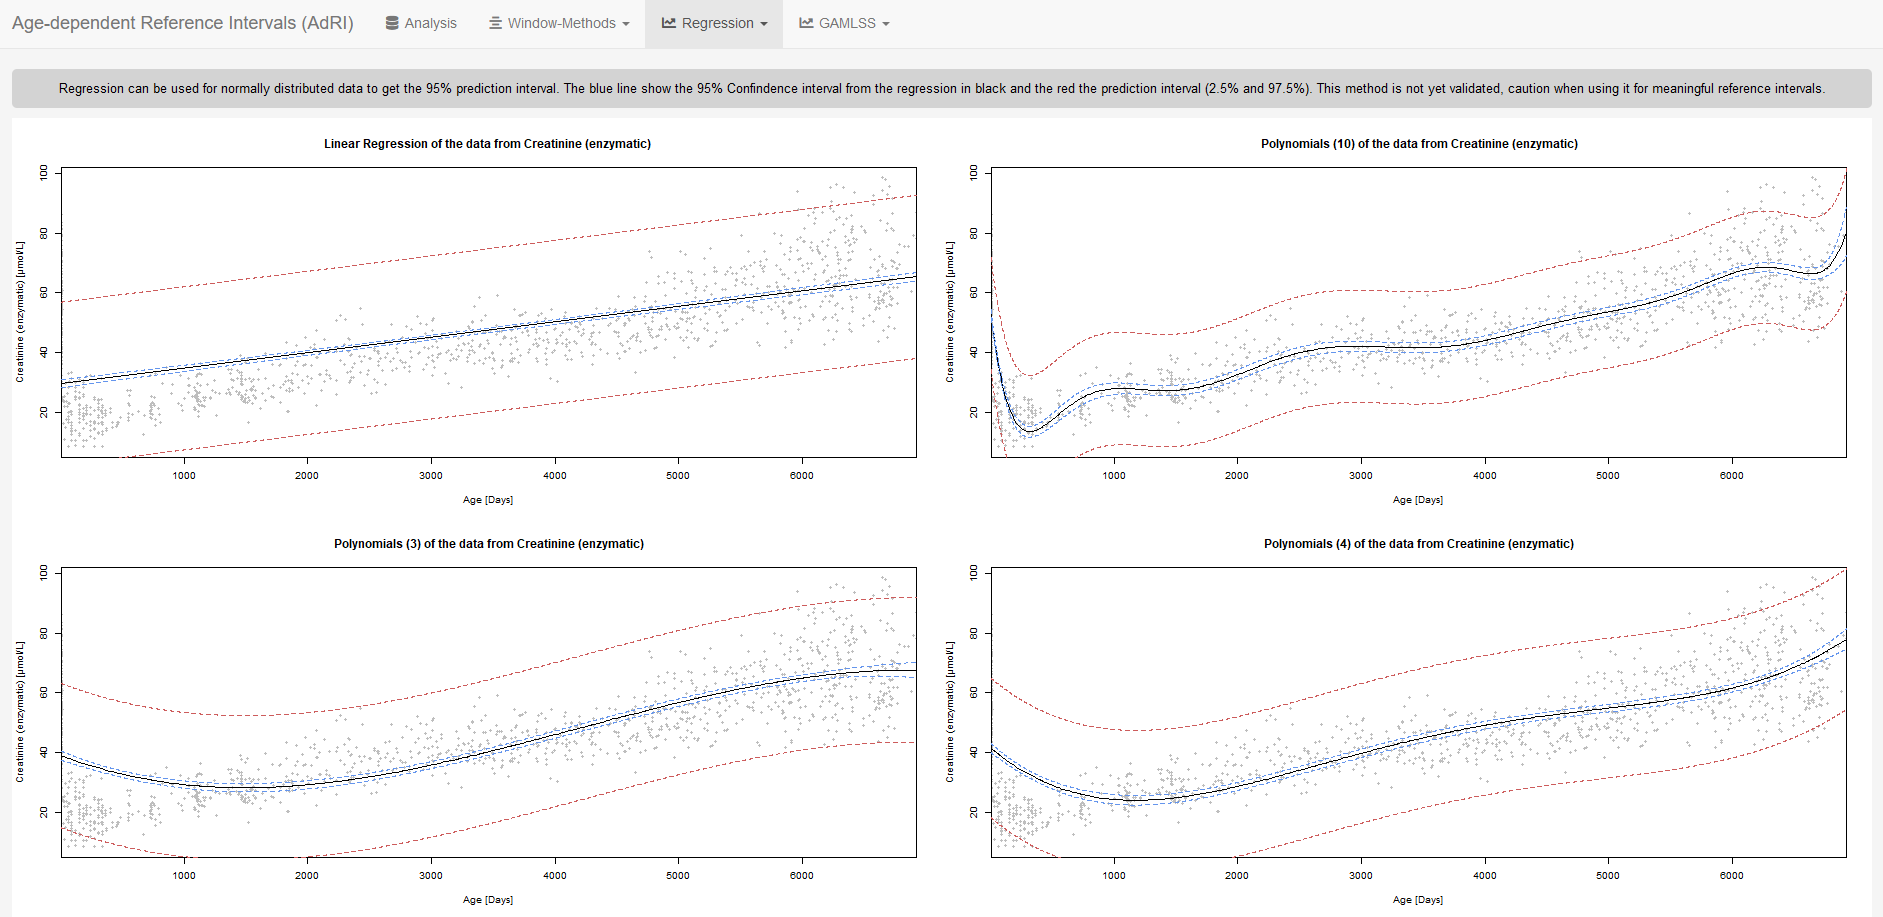 Age-dependent Reference Intervals (AdRI) Analysis Window-Methods Regression GAMLSS
Regression can be used for normally distributed data to get the 95% prediction interval. The blue line show the 95% Confindence interval from the regression in black and the red the prediction interval (2.5% and 97.5%). This method is not yet validated, caution when using it for meaningful reference intervals.
Linear Regression of the data from Creatinine (enzymatic)
Creatinine (enzymatic) [µmol/L]
100
80
60
40
20
1000 2000 3000 4000 5000 6000
Age [Days]
Polynomials (10) of the data from Creatinine (enzymatic)
Creatinine (enzymatic) [µmol/L]
100
80
60
40
20
1000 2000 3000 4000 5000 6000
Age [Days]
Polynomials (3) of the data from Creatinine (enzymatic)
Creatinine (enzymatic) [µmol/L]
100
80
60
40
20
1000 2000 3000 4000 5000 6000
Age [Days]
Polynomials (4) of the data from Creatinine (enzymatic)
Creatinine (enzymatic) [µmol/L]
100
80
60
40
20
1000 2000 3000 4000 5000 6000
Age [Days]